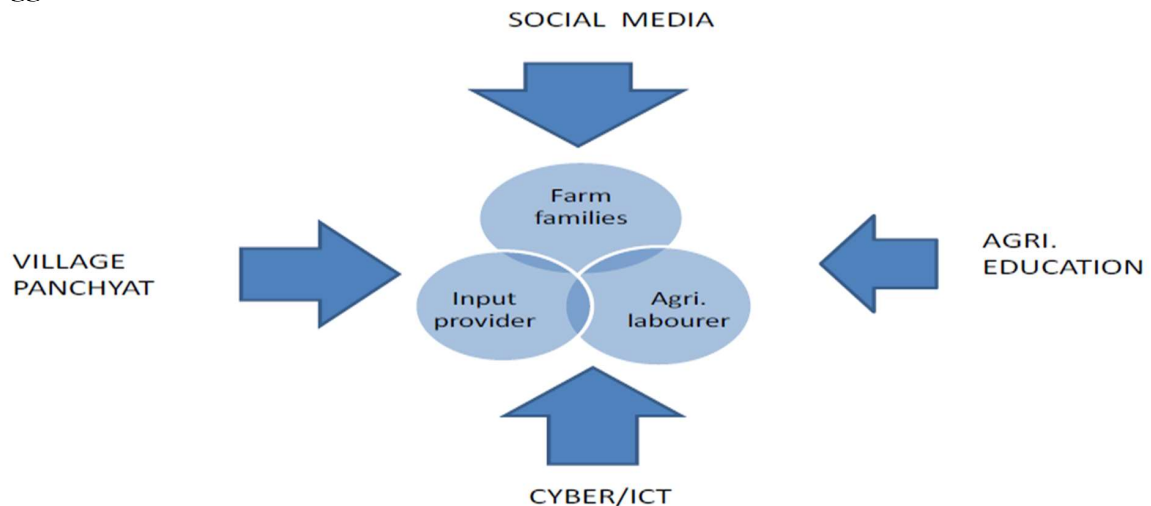 SOCIAL MEDIA
Farm
families
VILLAGE
PANCHYAT
AGRI.
EDUCATION
Input
provider
Agri.
labourer
CYBER/ICT